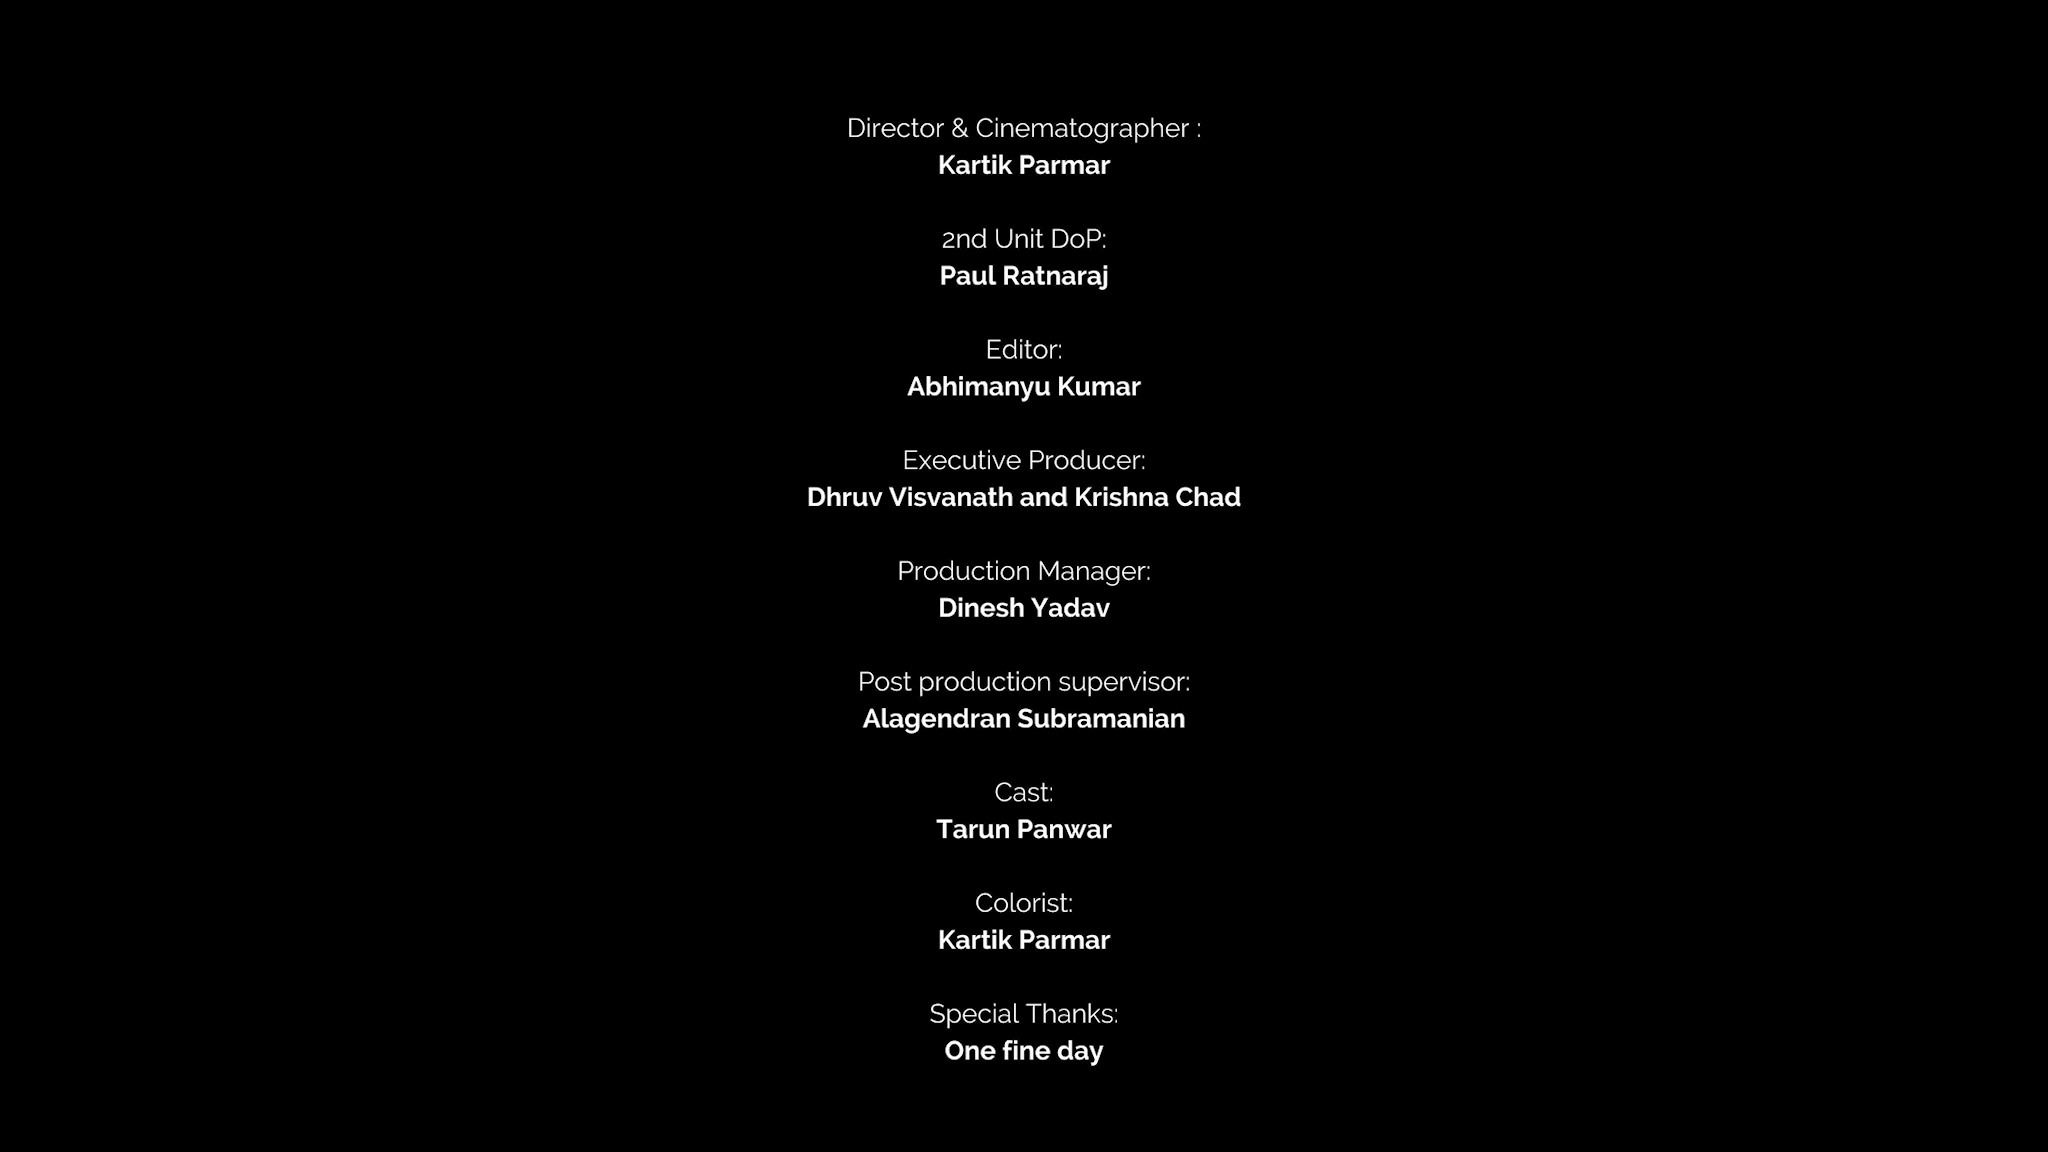 Director & Cinematographer :
Kartik Parmar
2nd Unit DoP:
Paul Ratnaraj
Editor:
Abhimanyu Kumar
Executive Producer:
Dhruv Visvanath and Krishna Chad
Production Manager:
Dinesh Yadav
Post production supervisor:
Alagendran Subramanian
Cast:
Tarun Panwar
Colorist:
Kartik Parmar
Special Thanks:
One fine day